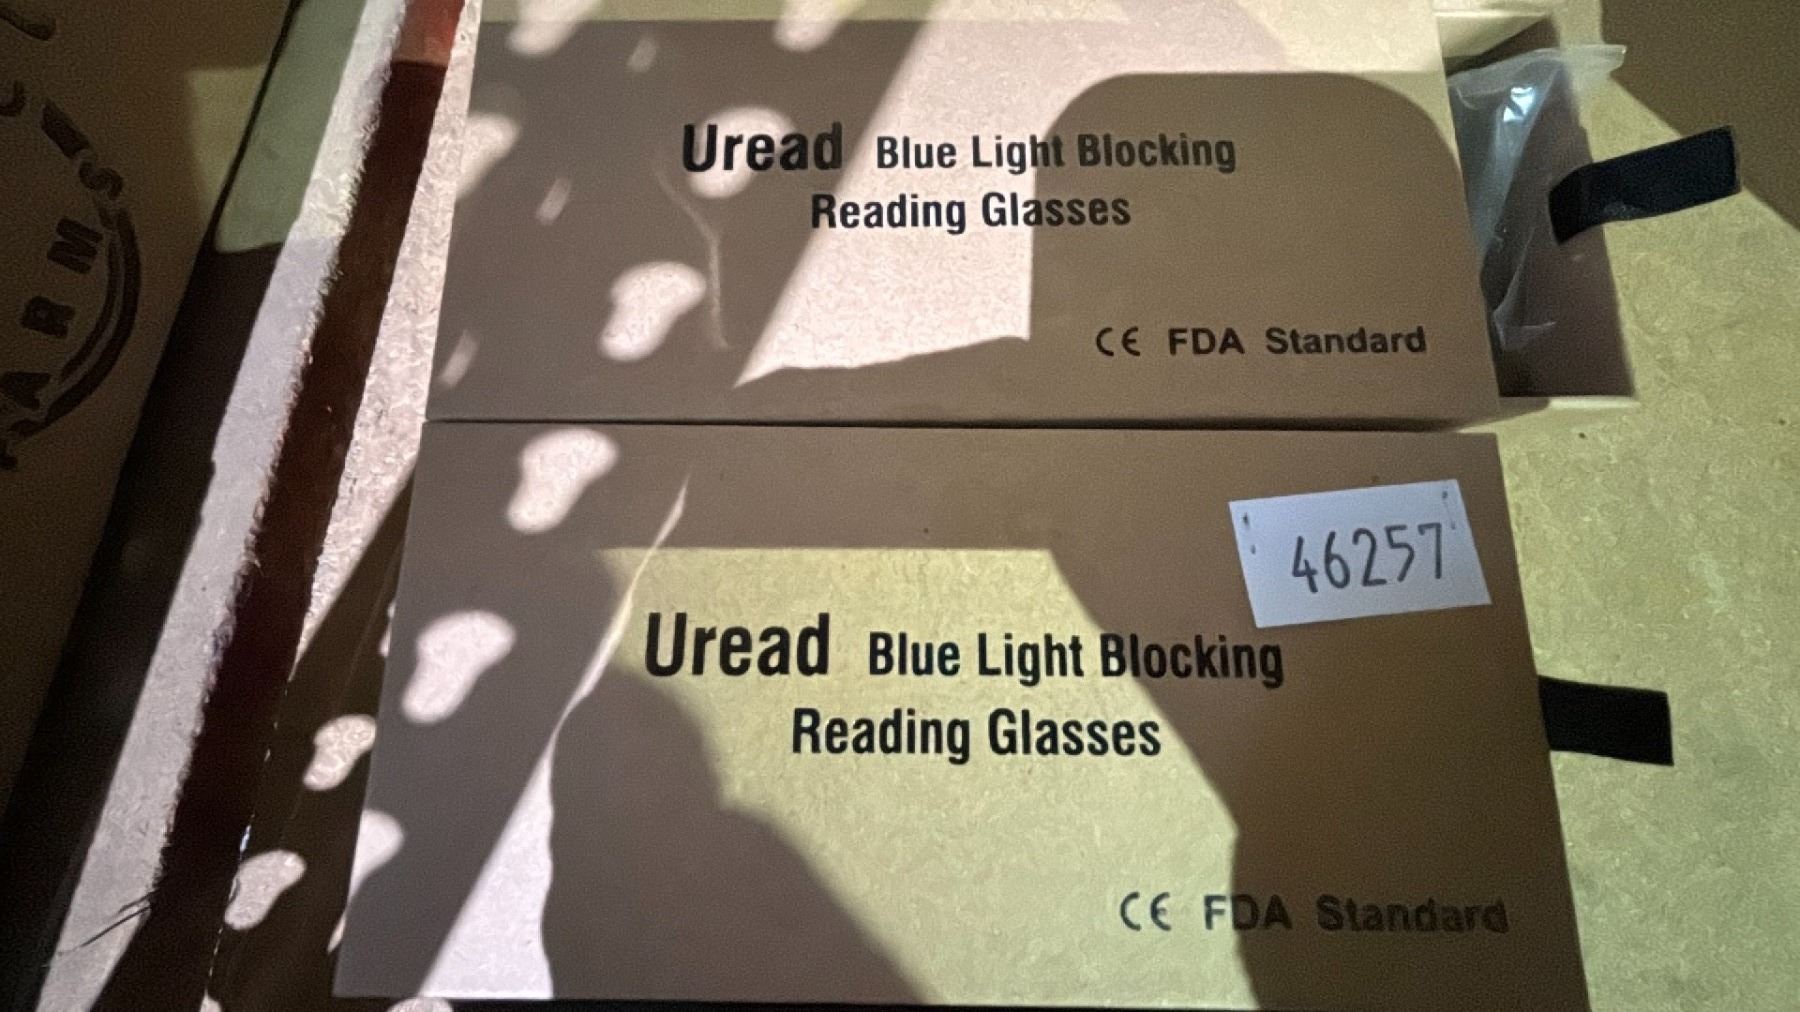 FARMS
Uread Blue Light Blocking
Reading Glasses
CE FDA Standard
46257
Uread Blue Light Blocking
Reading Glasses
CE FDA Standard